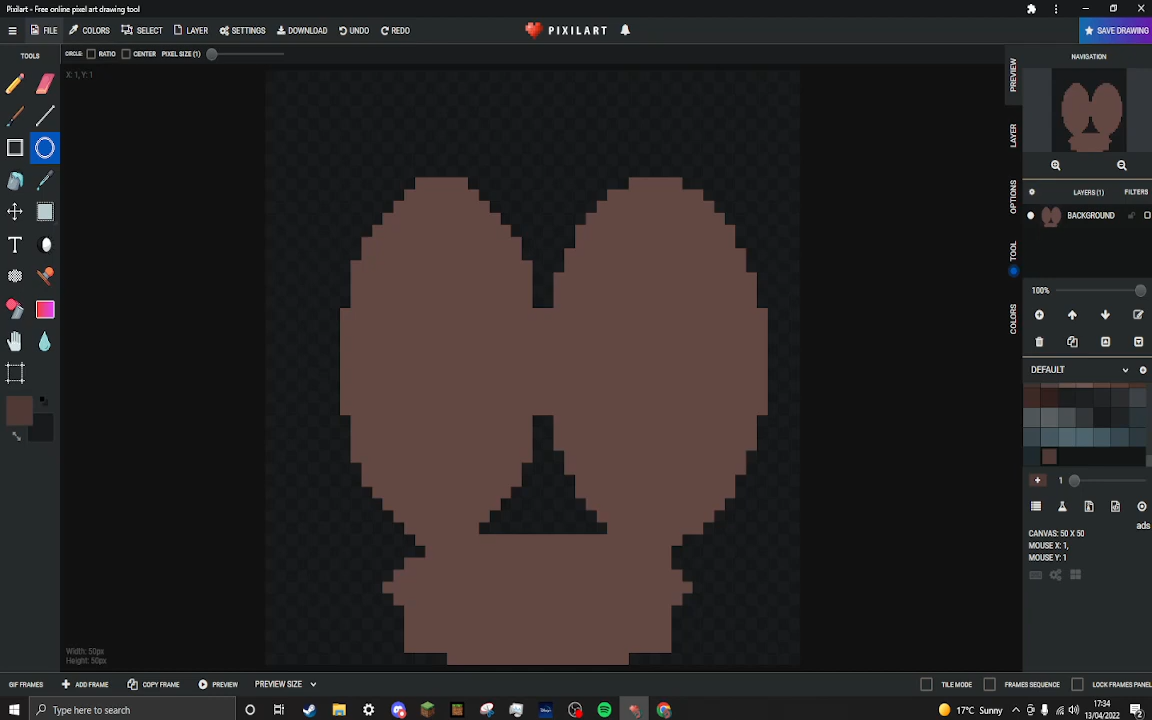 Pixilart - Free online pixel art drawing tool
FILE COLORS SELECT LAYER SETTINGS DOWNLOAD UNDO REDO PIXILART SAVE DRAWING
TOOLS CIRCLE: RATIO CENTER PIXEL SIZE (1)
NAVIGATION
X: 1, Y: 1
PREVIEW
LAYER
OPTIONS
TOOL
COLORS
LAYERS (1) FILTERS
BACKGROUND
100%
DEFAULT
1
ads
CANVAS: 50 X 50
MOUSE X: 1,
MOUSE Y: 1
Width: 50px
Height: 50px
GIF FRAMES ADD FRAME COPY FRAME PREVIEW PREVIEW SIZE TILE MODE FRAMES SEQUENCE LOCK FRAMES PANEL
Type here to search
17°C Sunny
17:34
13/04/2022